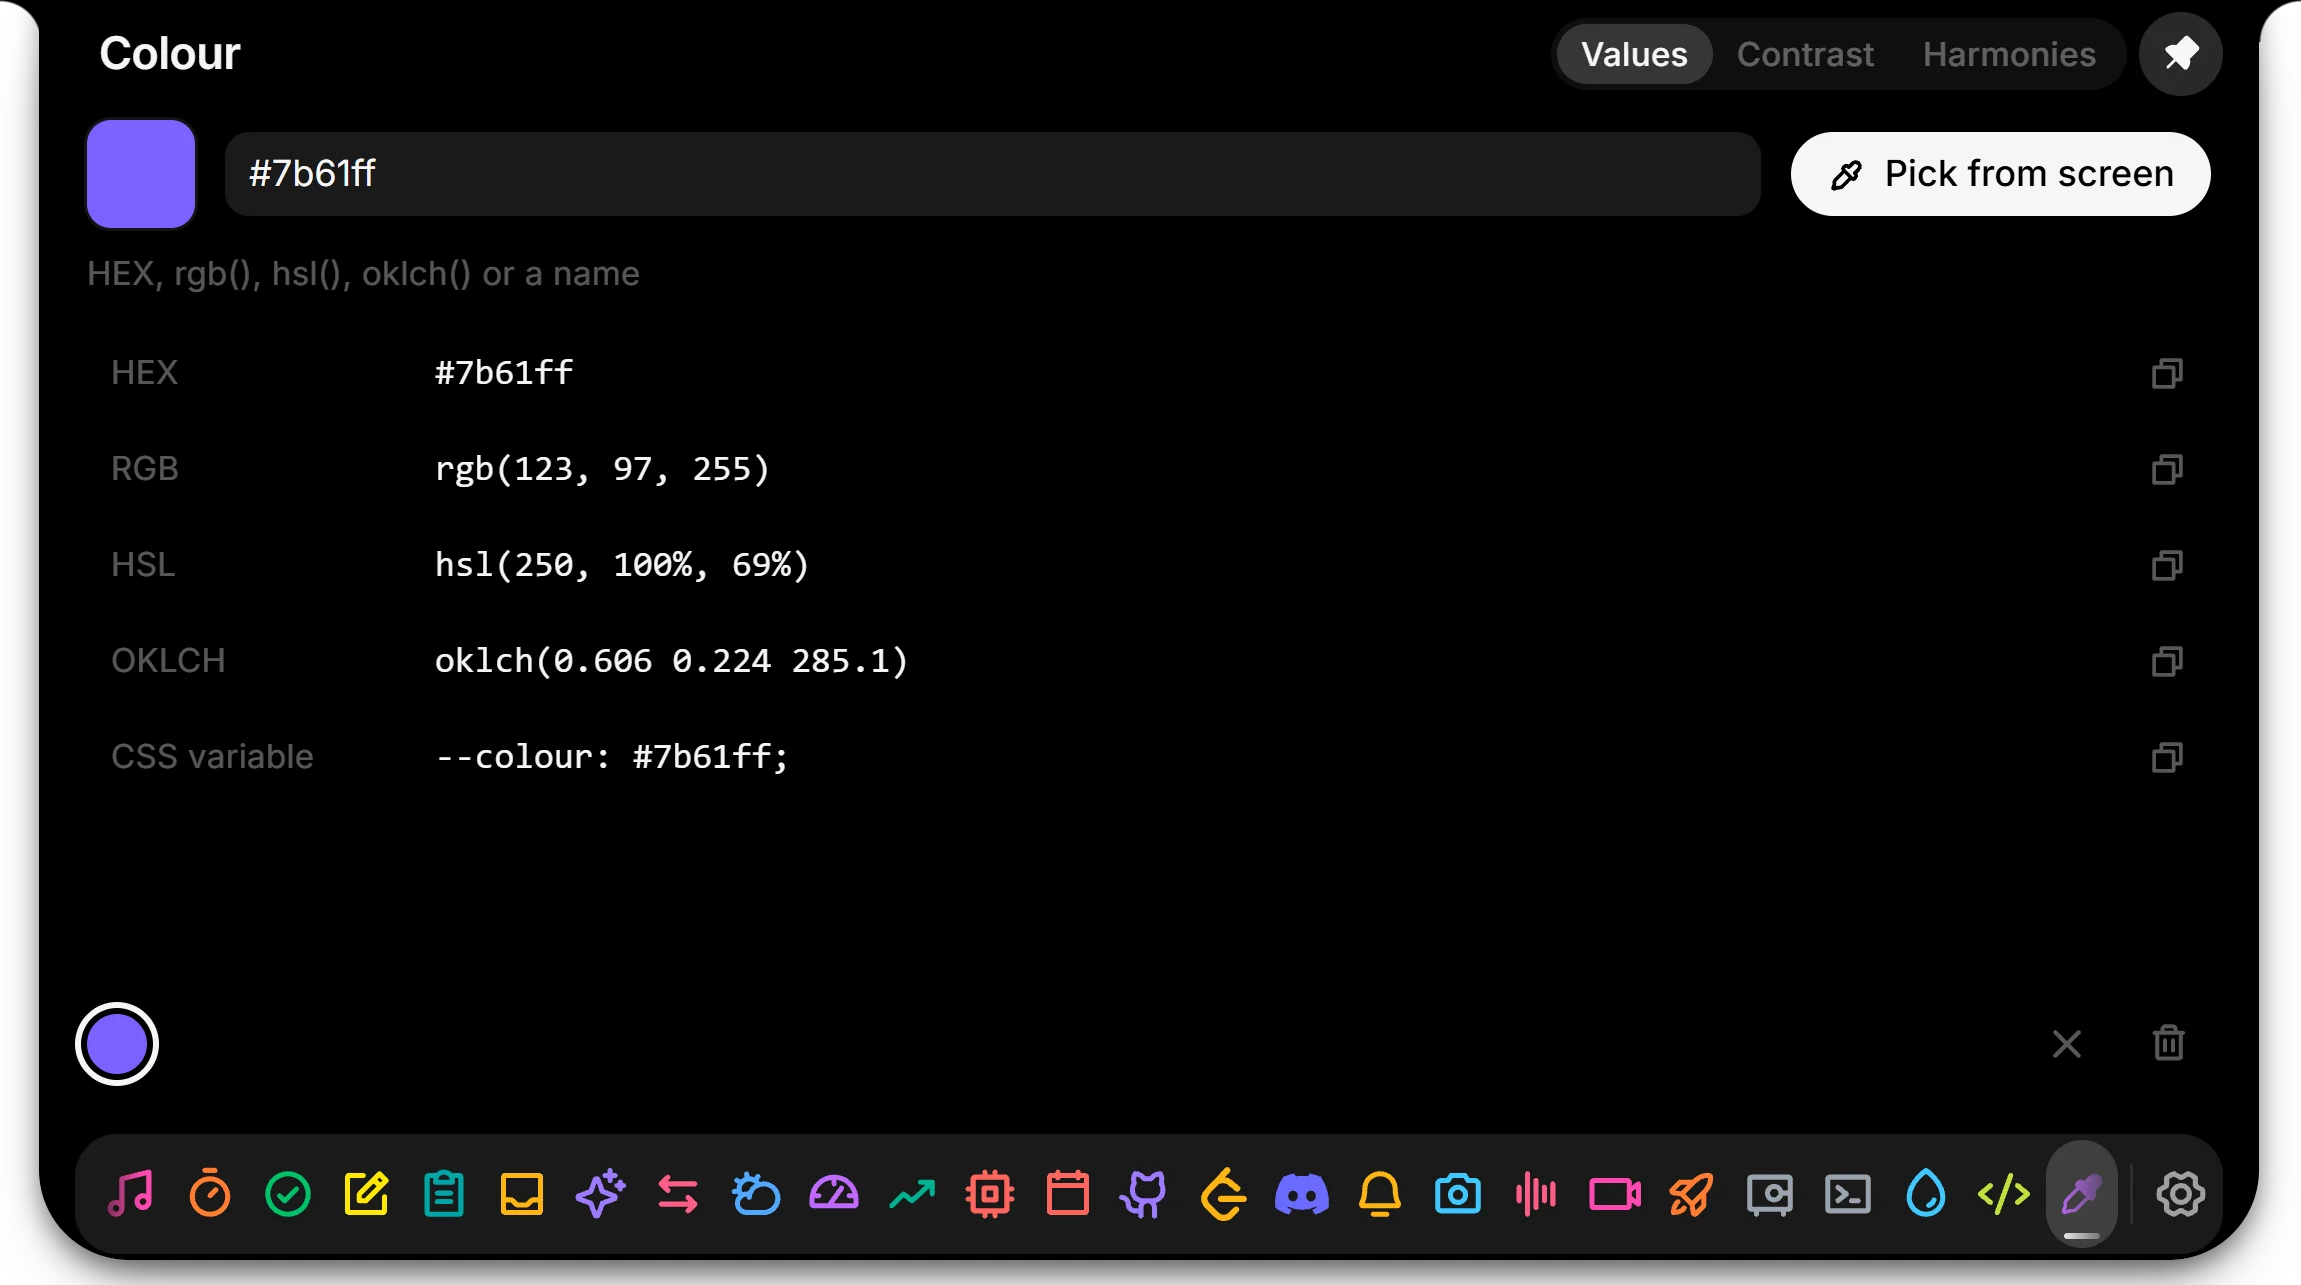 Colour
Values Contrast Harmonies
#7b61ff
Pick from screen
HEX, rgb(), hsl(), oklch() or a name
HEX #7b61ff
RGB rgb(123, 97, 255)
HSL hsl(250, 100%, 69%)
OKLCH oklch(0.606 0.224 285.1)
CSS variable --colour: #7b61ff;